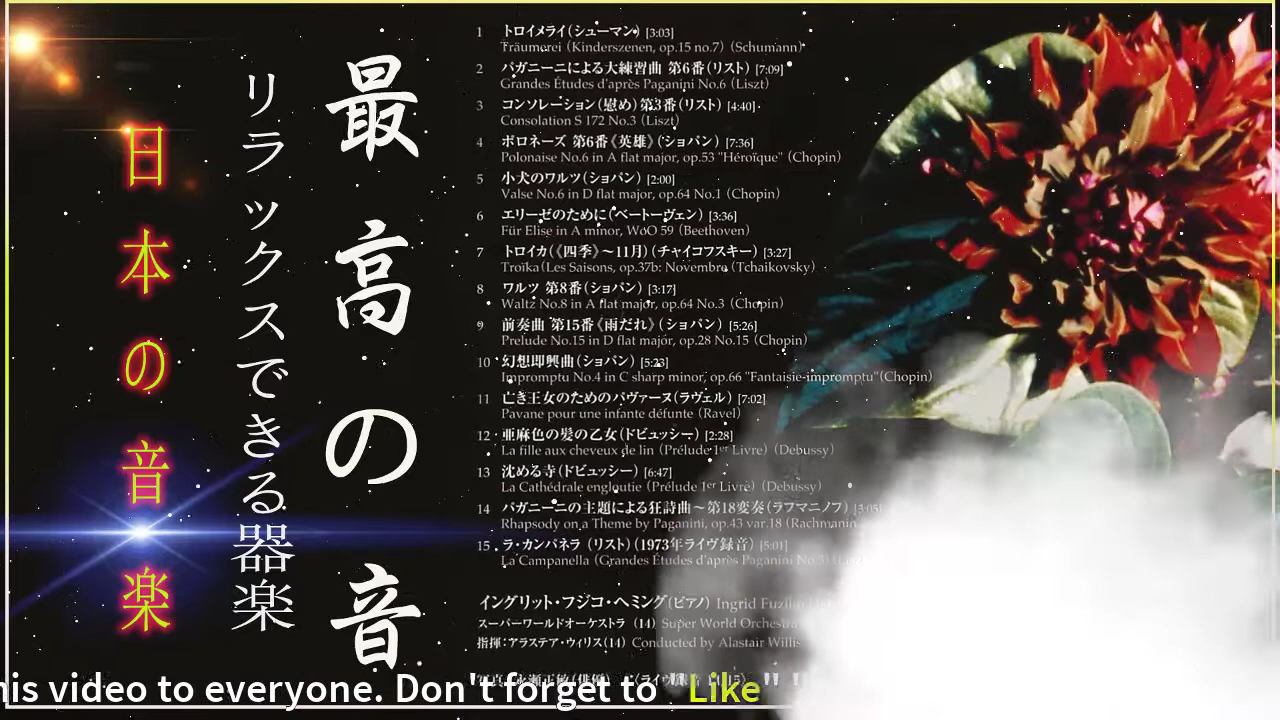 日本の音楽
リラックスできる器楽
最高の音
1 トロイメライ（シューマン）[3:03]
Träumerei (Kinderszenen, op.15 no.7) (Schumann)
2 パガニーニによる大練習曲 第6番（リスト）[7:09]
Grandes Études d'après Paganini No.6 (Liszt)
3 コンソレーション（慰め）第3番（リスト）[4:40]
Consolation S 172 No.3 (Liszt)
4 ポロネーズ 第6番《英雄》（ショパン）[7:36]
Polonaise No.6 in A flat major, op.53 "Héroïque" (Chopin)
5 小犬のワルツ（ショパン）[2:00]
Valse No.6 in D flat major, op.64 No.1 (Chopin)
6 エリーゼのために（ベートーヴェン）[3:36]
Für Elise in A minor, WoO 59 (Beethoven)
7 トロイカ（《四季》～11月）（チャイコフスキー）[3:27]
Troïka (Les Saisons, op.37b: Novembre (Tchaikovsky)
8 ワルツ 第8番（ショパン）[3:17]
Waltz No.8 in A flat major, op.64 No.3 (Chopin)
9 前奏曲 第15番《雨だれ》（ショパン）[5:26]
Prelude No.15 in D flat major, op.28 No.15 (Chopin)
10 幻想即興曲（ショパン）[5:23]
Impromptu No.4 in C sharp minor, op.66 "Fantaisie-impromptu" (Chopin)
11 亡き王女のためのパヴァーヌ（ラヴェル）[7:02]
Pavane pour une infante défunte (Ravel)
12 亜麻色の髪の乙女（ドビュッシー）[2:28]
La fille aux cheveux de lin (Prélude 1er Livre) (Debussy)
13 沈める寺（ドビュッシー）[6:47]
La Cathédrale engloutie (Prélude 1er Livre) (Debussy)
14 パガニーニの主題による狂詩曲～第18変奏（ラフマニノフ）[3:05]
Rhapsody on a Theme by Paganini, op.43 var.18 (Rachmanin
15 ラ・カンパネラ（リスト）（1973年ライヴ録音）[5:01]
La Campanella (Grandes Études d'après Paganini No.3) (Liszt
イングリット・フジコ・ヘミング（ピアノ） Ingrid Fuzjko
スーパーワールドオーケストラ（14） Super World Orchestra
指揮：アラステア・ウィリス（14） Conducted by Alastair Willis
his video to everyone. Don't forget to "Like"